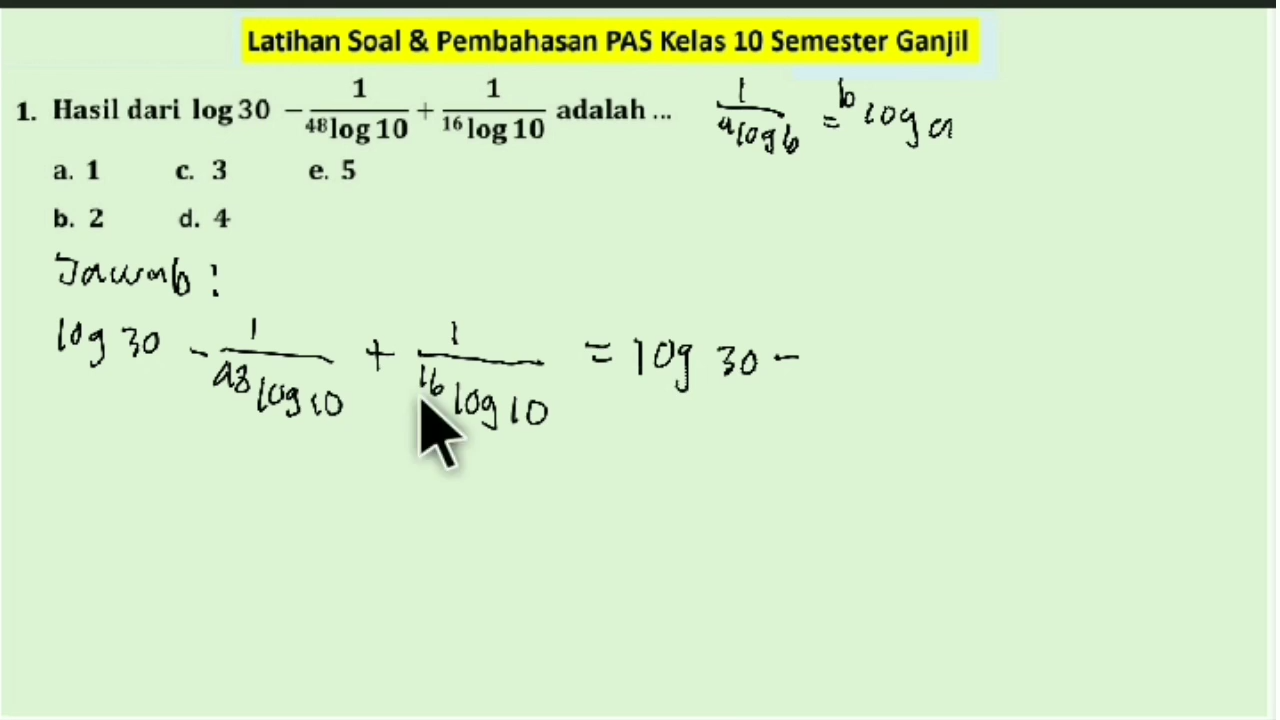 Latihan Soal & Pembahasan PAS Kelas 10 Semester Ganjil
1. Hasil dari log 30 − 1/⁴⁸log 10 + 1/¹⁶log 10 adalah ...
1/ᵃlog b = ᵇlog a
a. 1 c. 3 e. 5
b. 2 d. 4
Jawab :
log 30 - 1/⁴⁸log 10 + 1/¹⁶log 10 = log 30 -